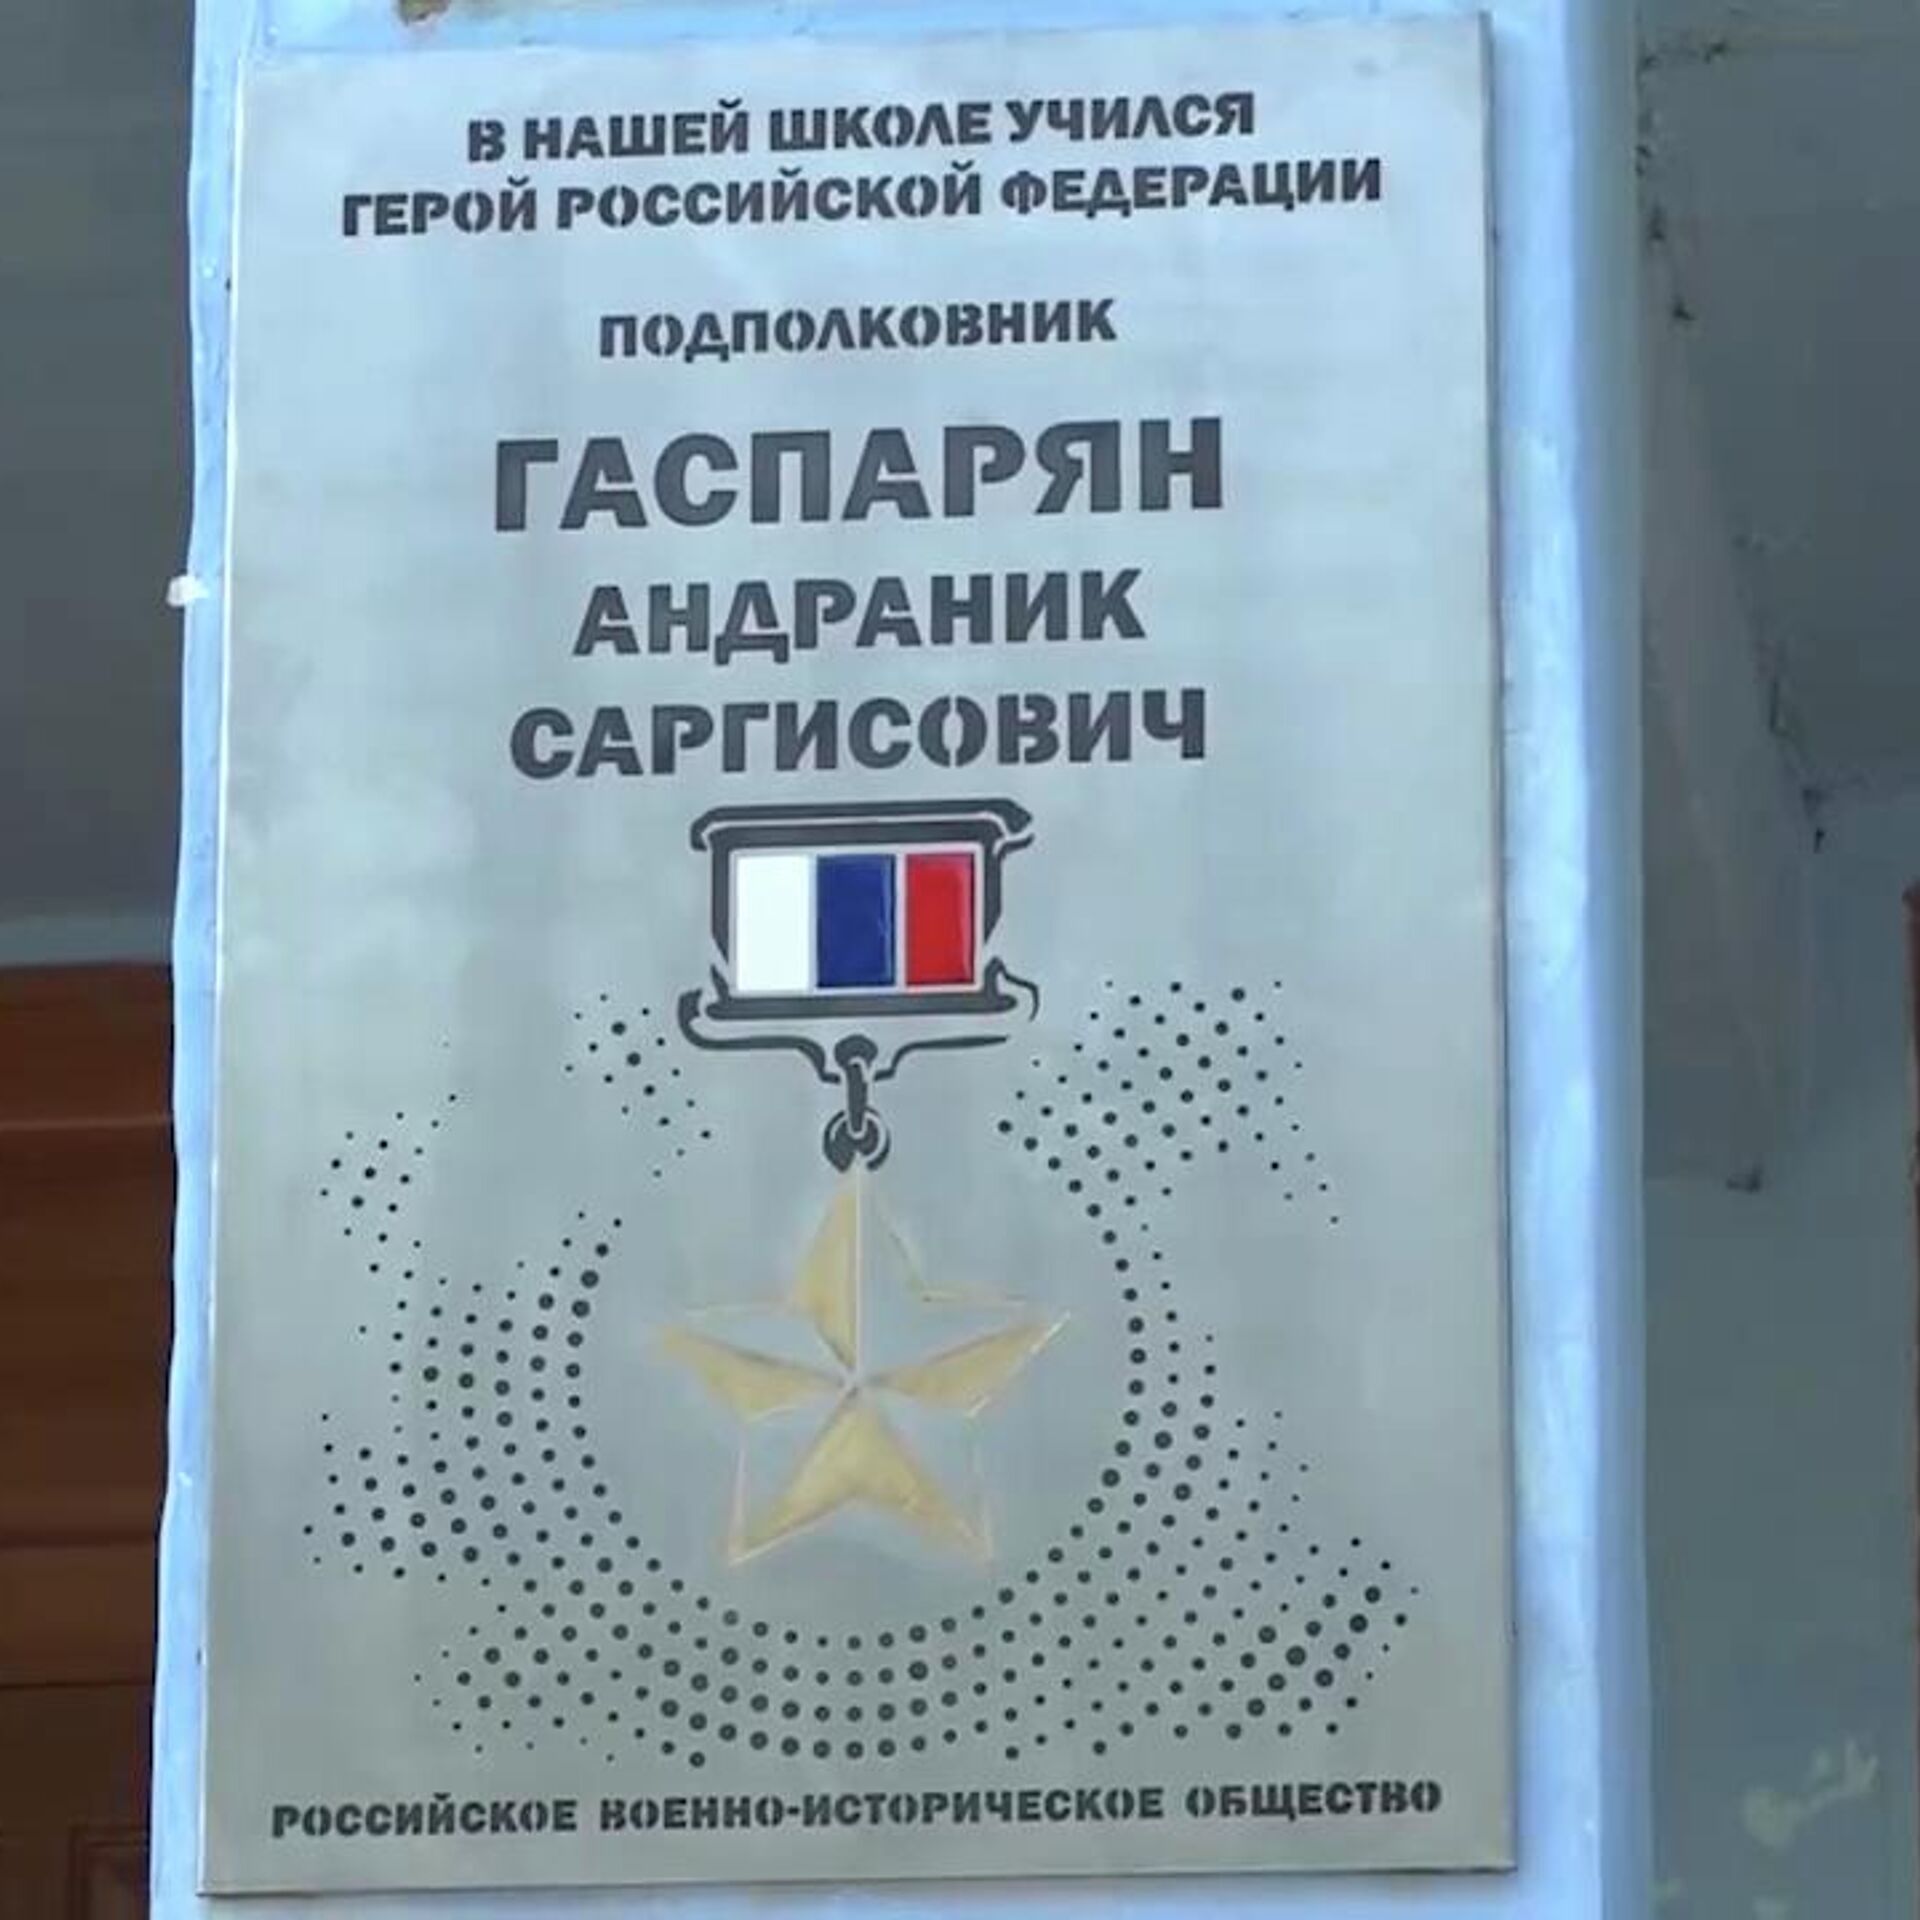 В НАШЕЙ ШКОЛЕ УЧИЛСЯ
ГЕРОЙ РОССИЙСКОЙ ФЕДЕРАЦИИ
ПОДПОЛКОВНИК
ГАСПАРЯН
АНДРАНИК
САРГИСОВИЧ
РОССИЙСКОЕ ВОЕННО-ИСТОРИЧЕСКОЕ ОБЩЕСТВО